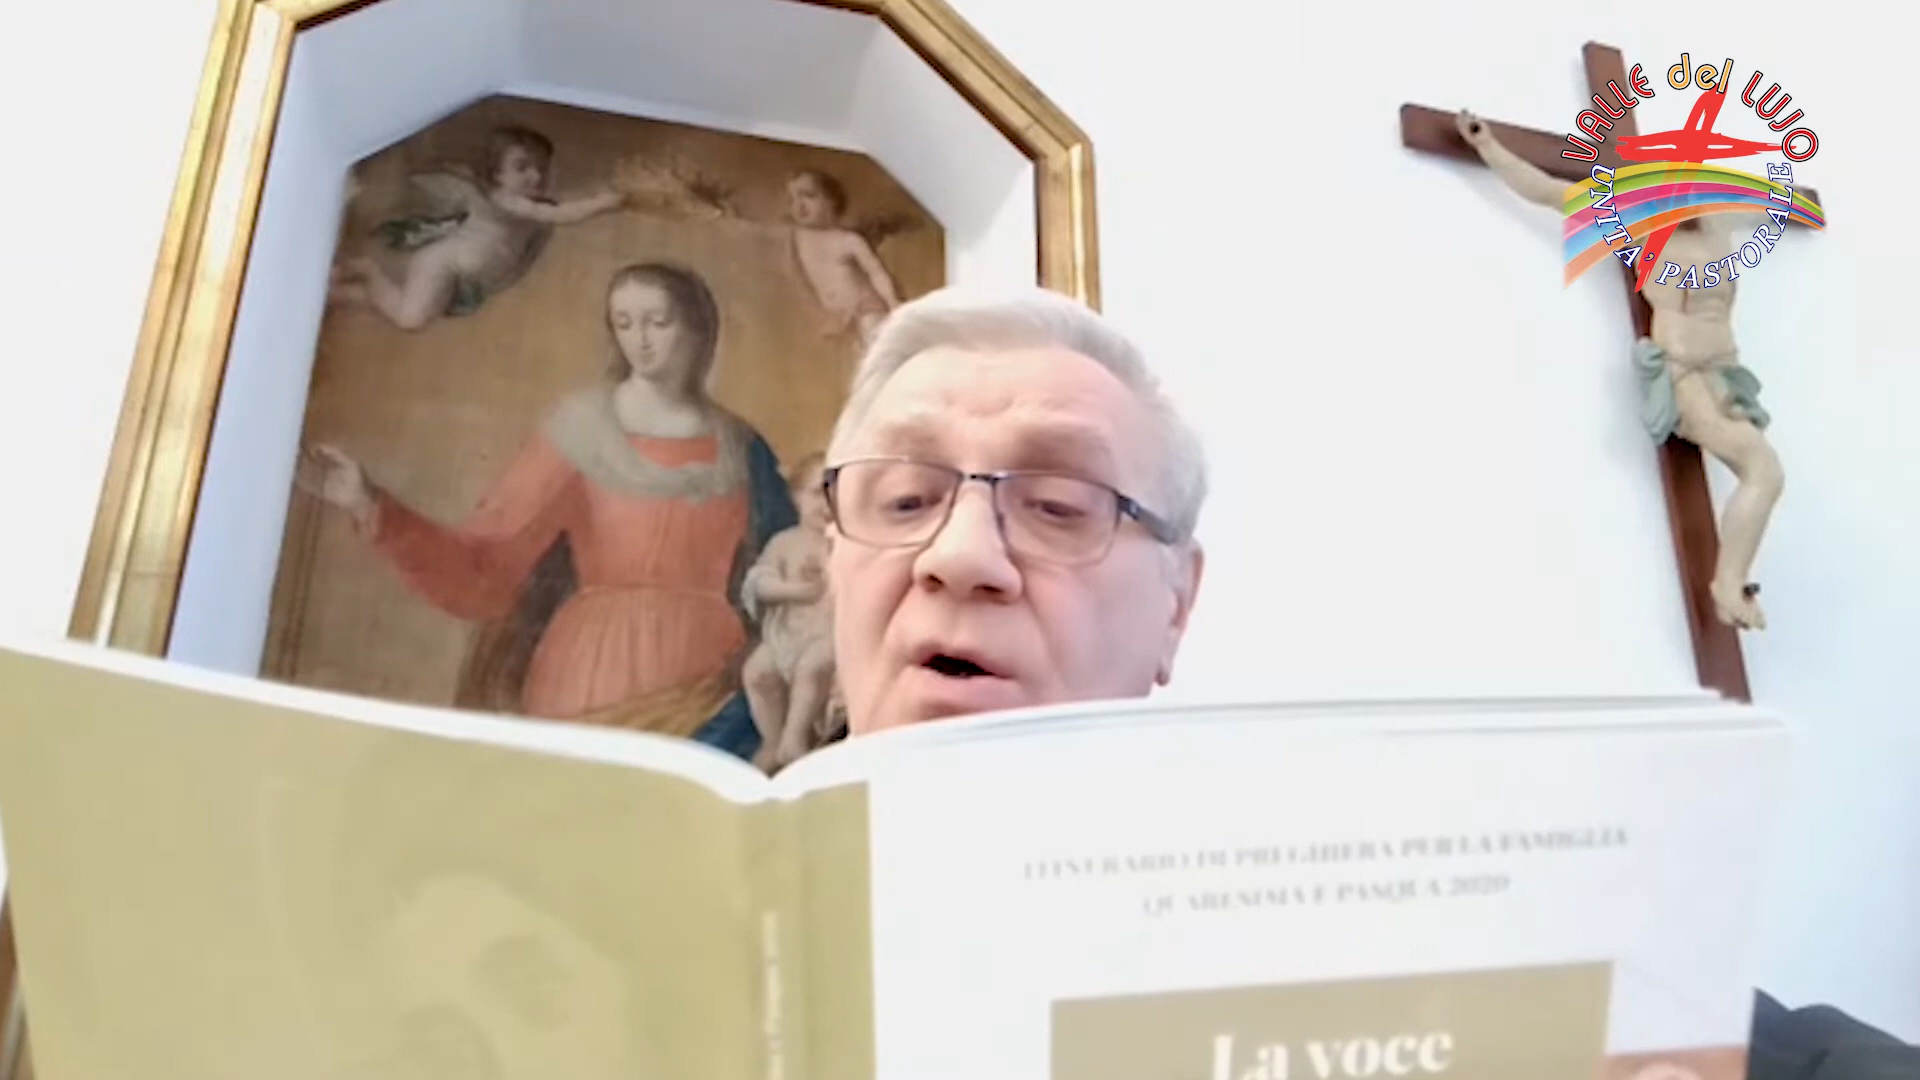 VALLE del LUJO
UNITA' PASTORALE
ITINERARIO DI PREGHIERA PER LA FAMIGLIA
QUARESIMA E PASQUA 2020
La voce